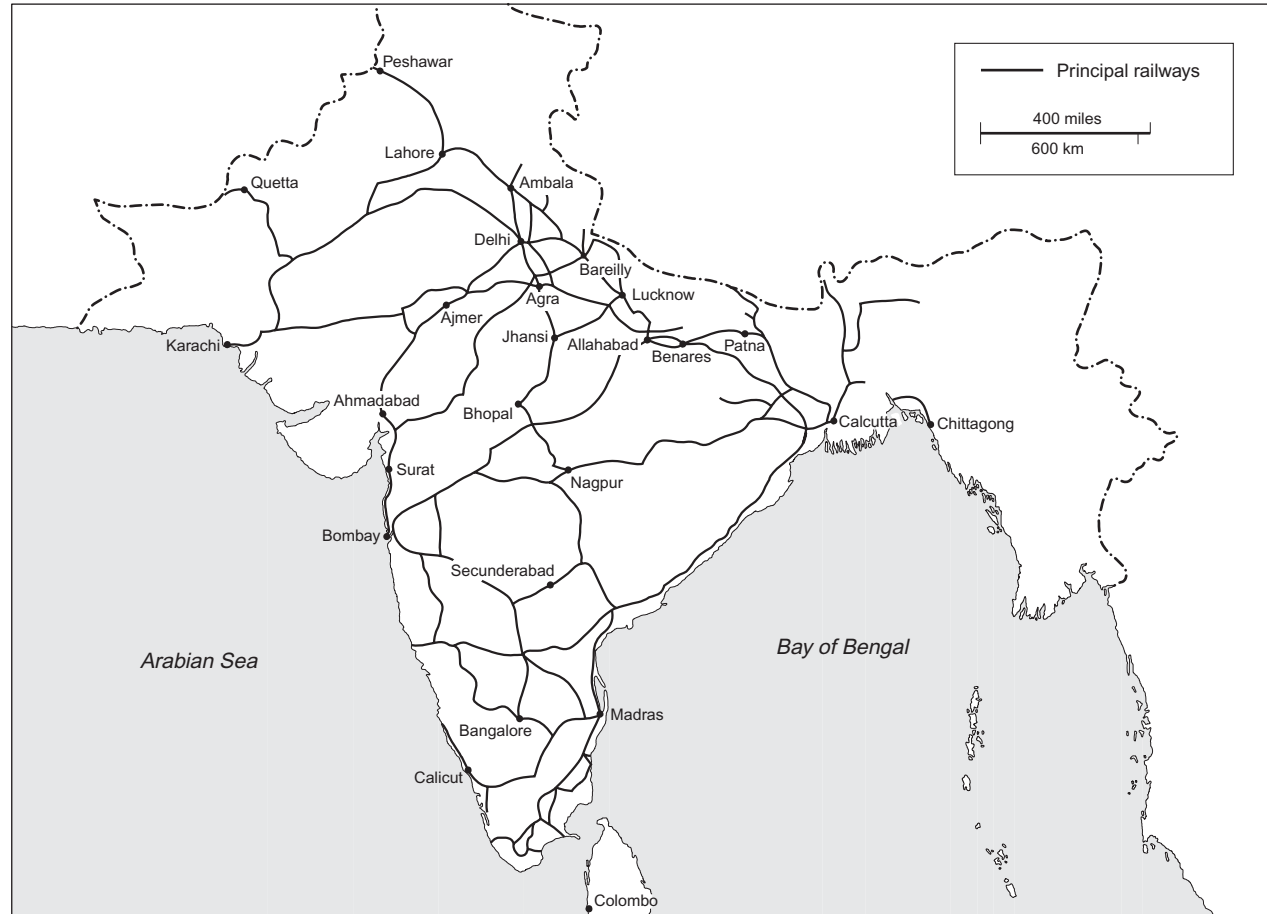 Peshawar
Principal railways
400 miles
600 km
Lahore
Quetta
Ambala
Delhi
Bareilly
Agra
Lucknow
Ajmer
Karachi
Jhansi
Allahabad
Benares
Patna
Ahmadabad
Bhopal
Calcutta
Chittagong
Surat
Nagpur
Bombay
Secunderabad
Arabian Sea
Bay of Bengal
Madras
Bangalore
Calicut
Colombo